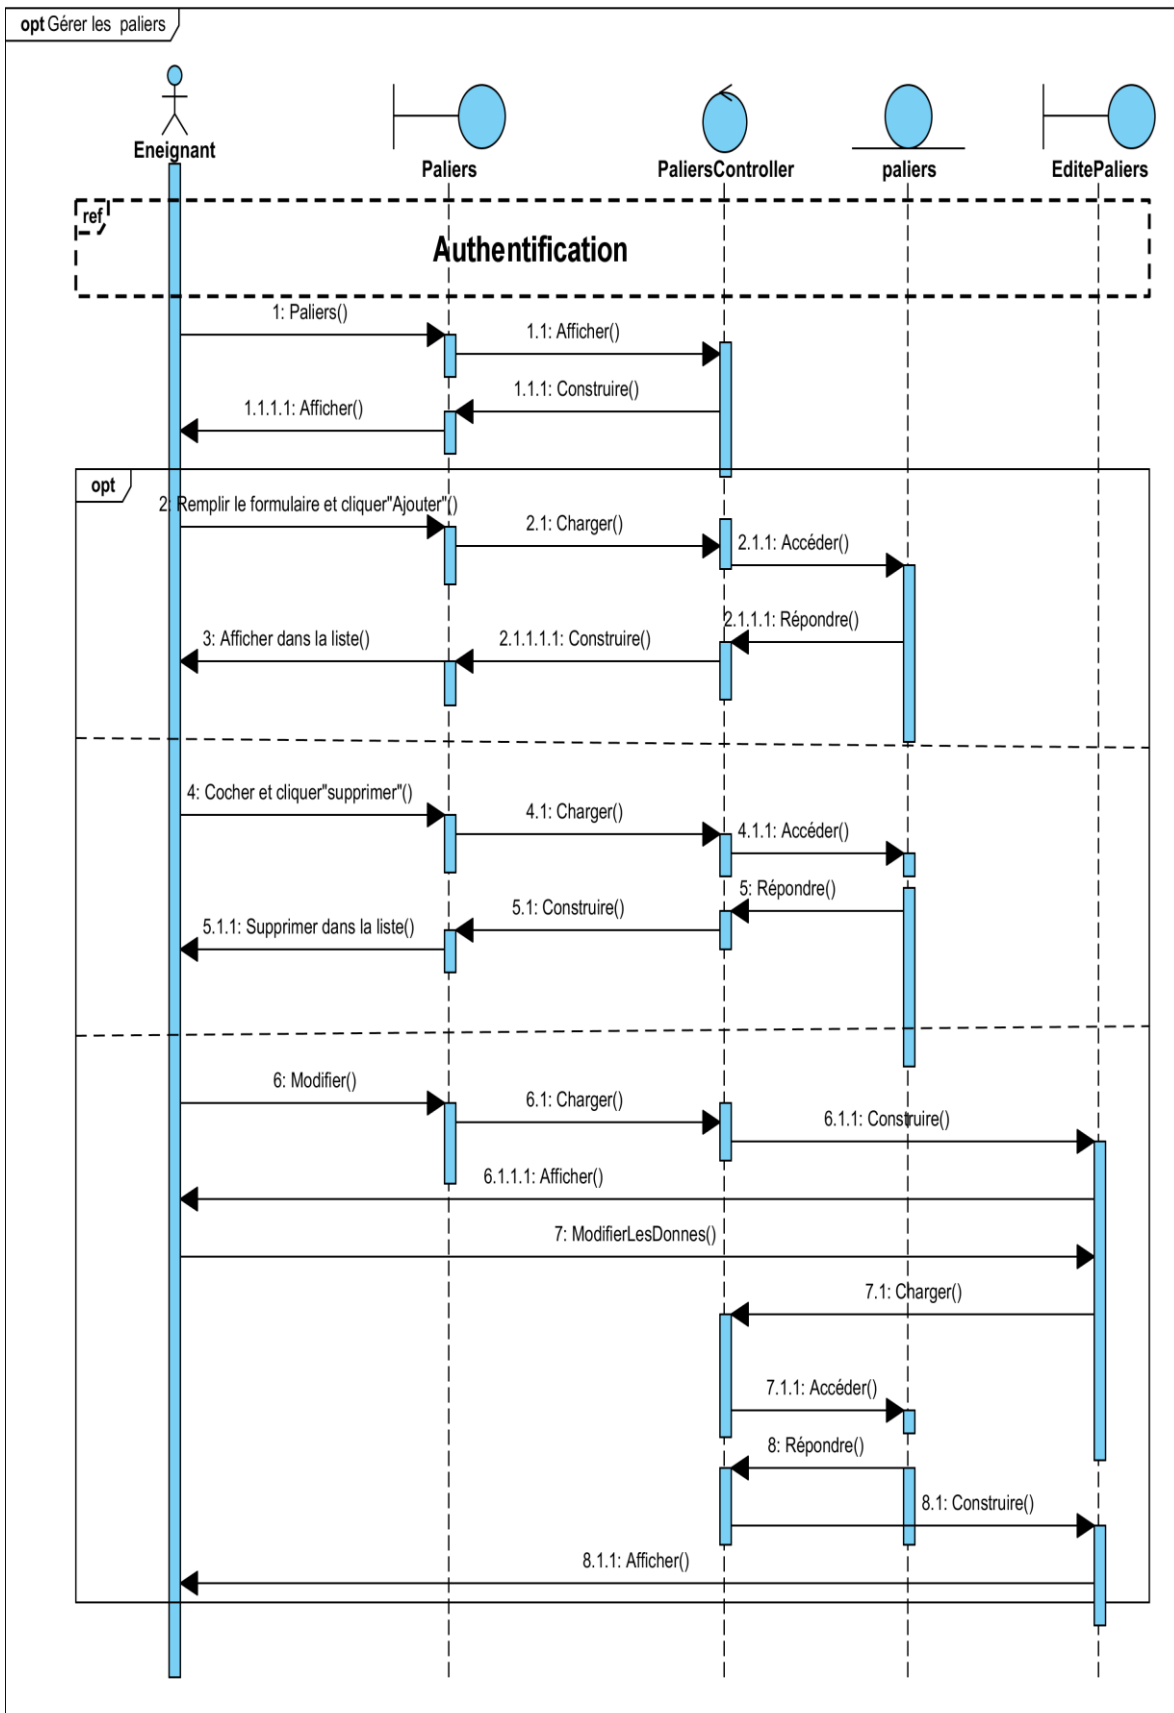 opt Gérer les paliers
Eneignant
Paliers
PaliersController
paliers
EditePaliers
ref
Authentification
1: Paliers()
1.1: Afficher()
1.1.1: Construire()
1.1.1.1: Afficher()
opt
2: Remplir le formulaire et cliquer"Ajouter"()
2.1: Charger()
2.1.1: Accéder()
2.1.1.1: Répondre()
2.1.1.1.1: Construire()
3: Afficher dans la liste()
4: Cocher et cliquer"supprimer"()
4.1: Charger()
4.1.1: Accéder()
5: Répondre()
5.1: Construire()
5.1.1: Supprimer dans la liste()
6: Modifier()
6.1: Charger()
6.1.1: Construire()
6.1.1.1: Afficher()
7: ModifierLesDonnes()
7.1: Charger()
7.1.1: Accéder()
8: Répondre()
8.1: Construire()
8.1.1: Afficher()